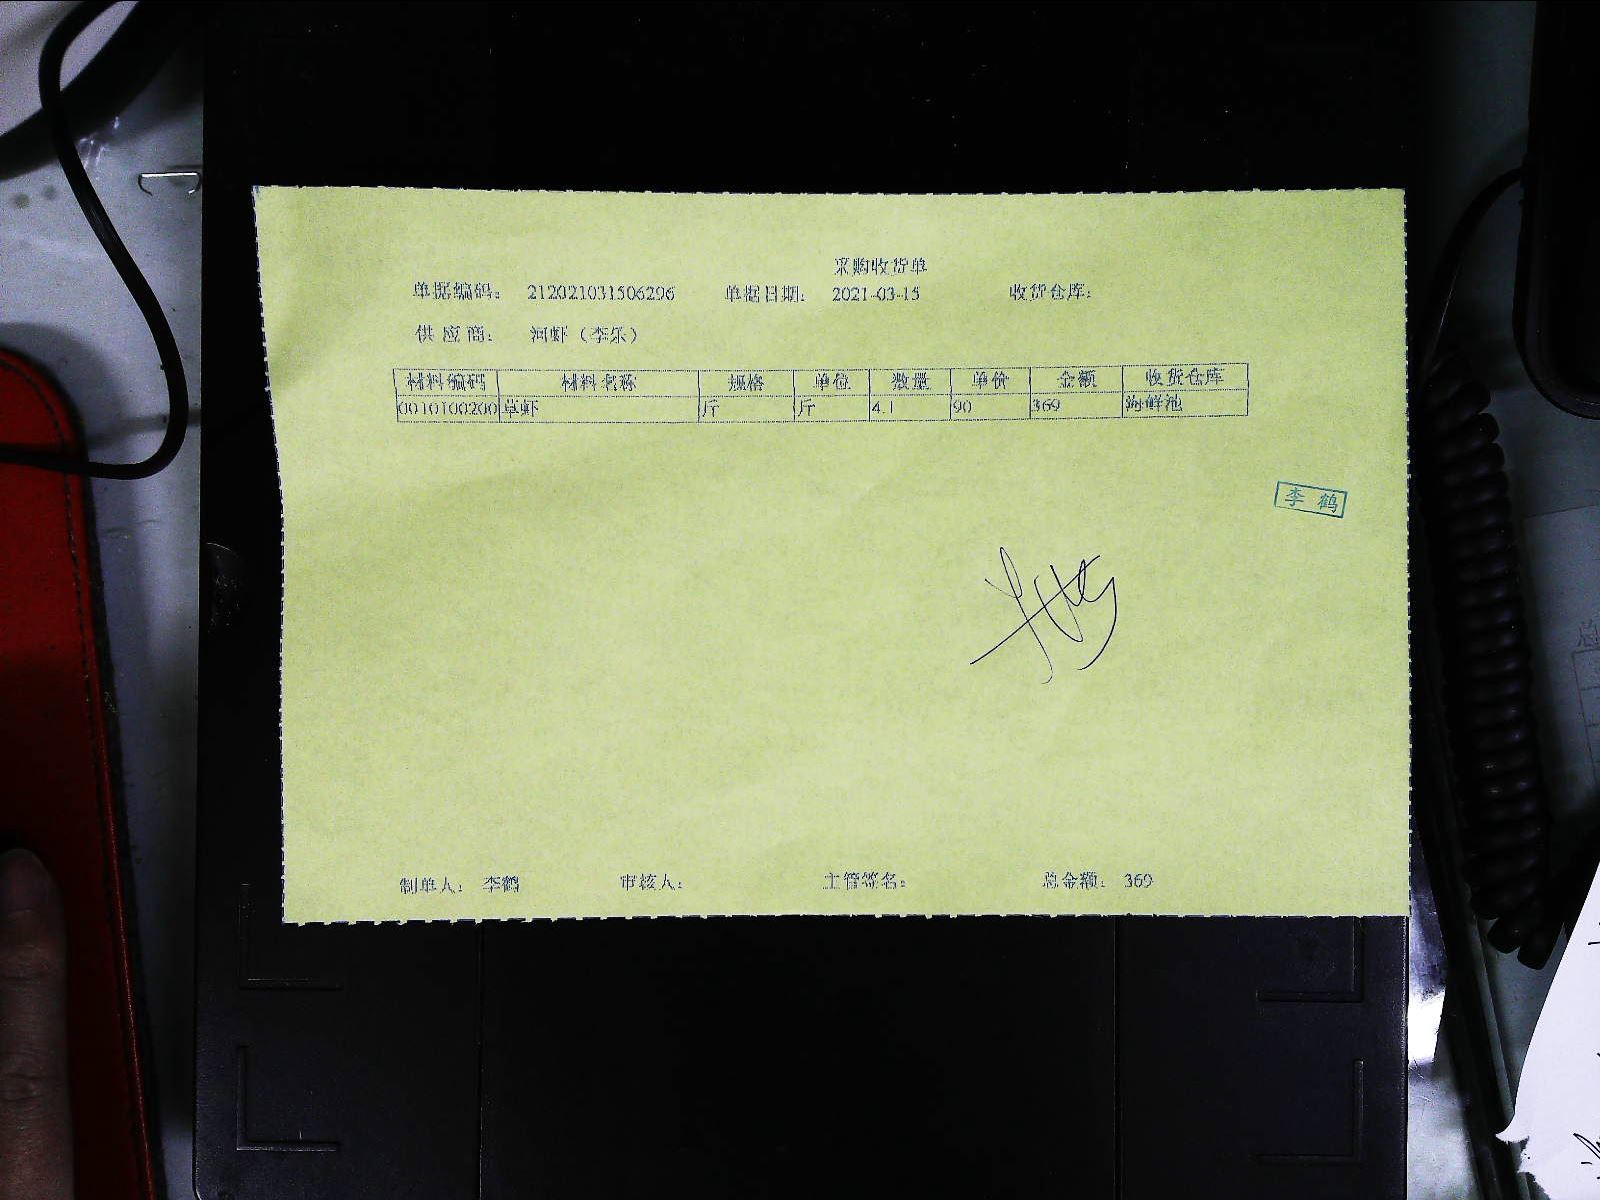 采购收货单
单据编码: 212021031506296 单据日期: 2021-03-15 收货仓库:
供应商: 河虾(李乐)
材料编码 材料名称 规格 单位 数量 单价 金额 收货仓库
0010100200 草虾 斤 斤 4.1 90 369 海鲜池
李鹤
制单人: 李鹤 审核人: 主管签名: 总金额: 369